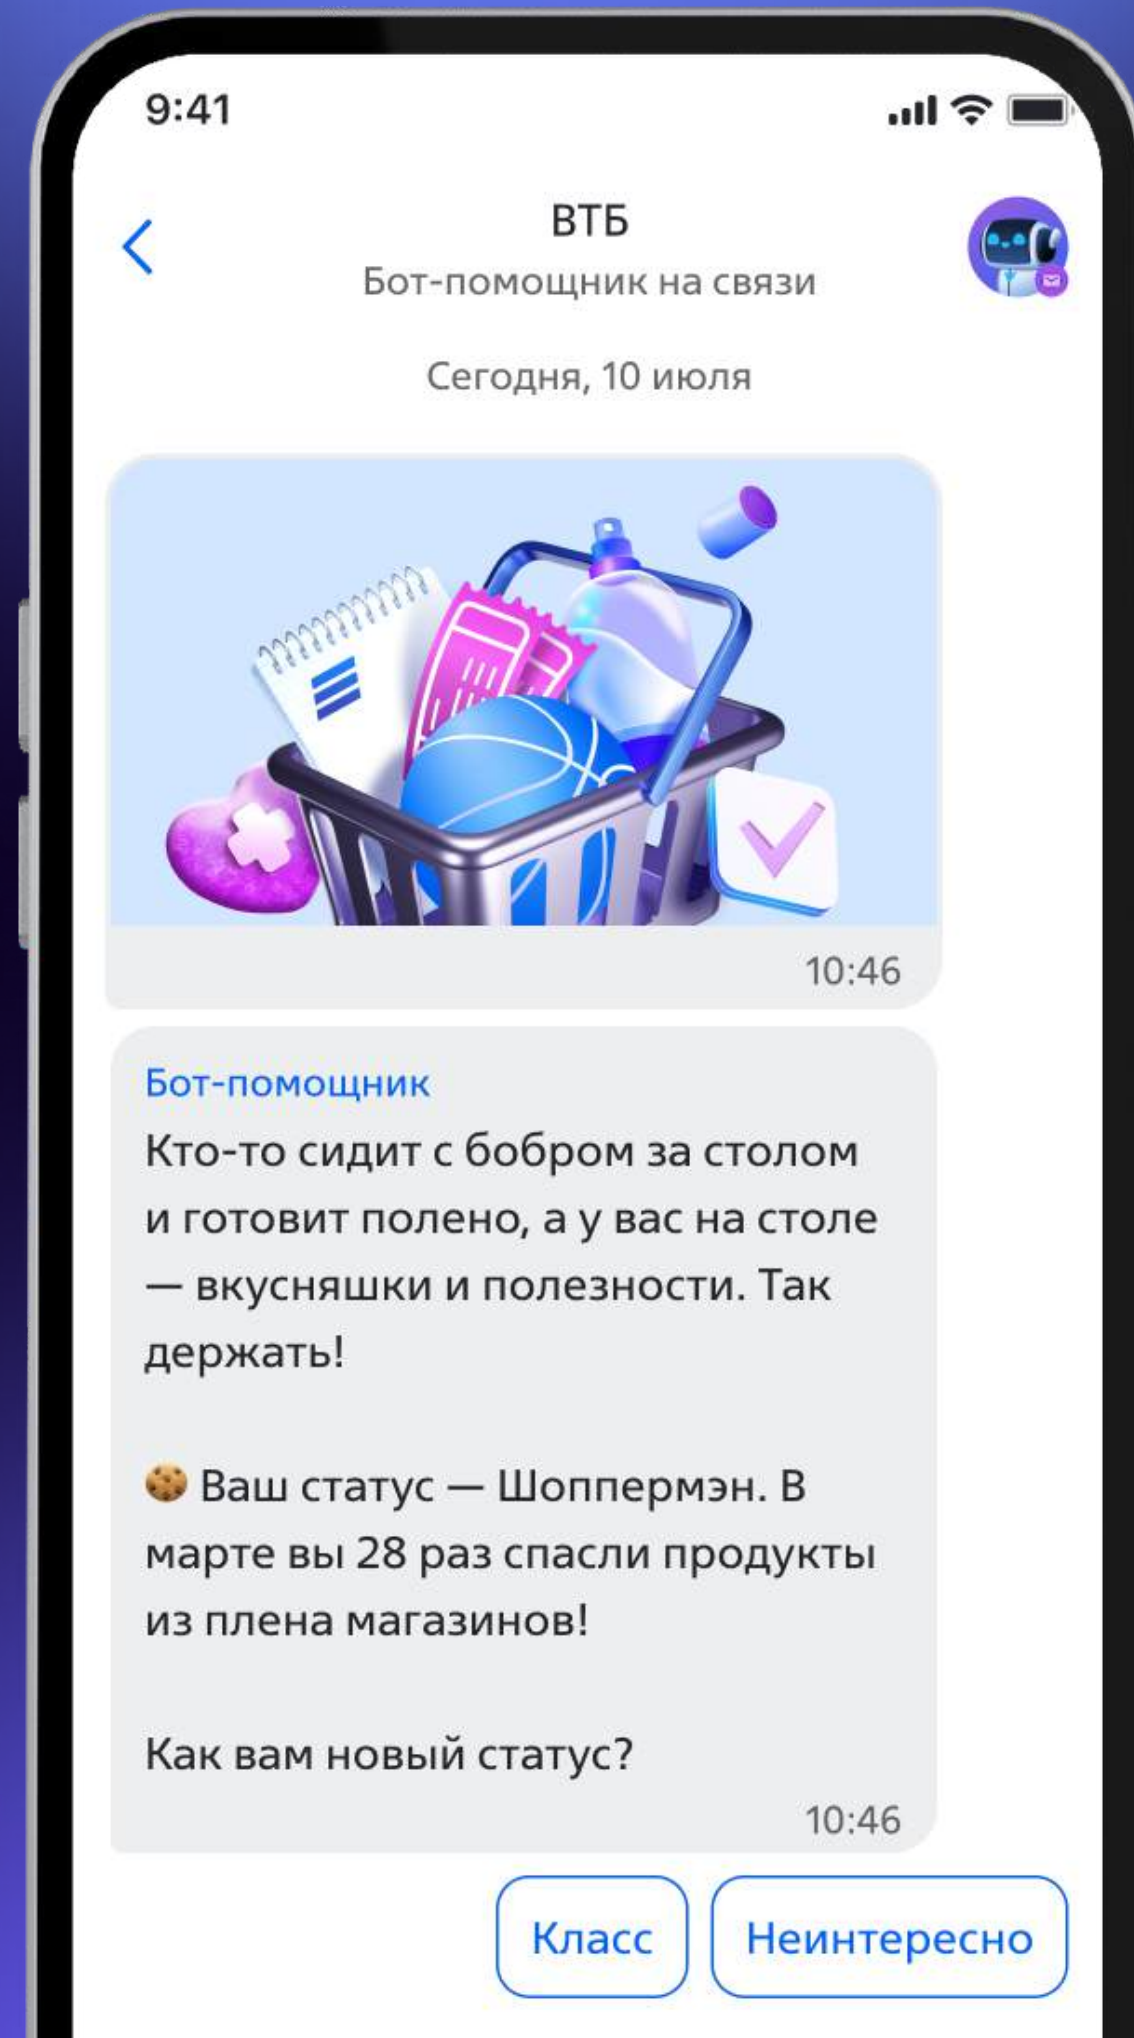 9:41
ВТБ
Бот-помощник на связи
Сегодня, 10 июля
10:46
Бот-помощник
Кто-то сидит с бобром за столом
и готовит полено, а у вас на столе
— вкусняшки и полезности. Так
держать!
🍪 Ваш статус — Шоппермэн. В
марте вы 28 раз спасли продукты
из плена магазинов!
Как вам новый статус?
10:46
Класс
Неинтересно